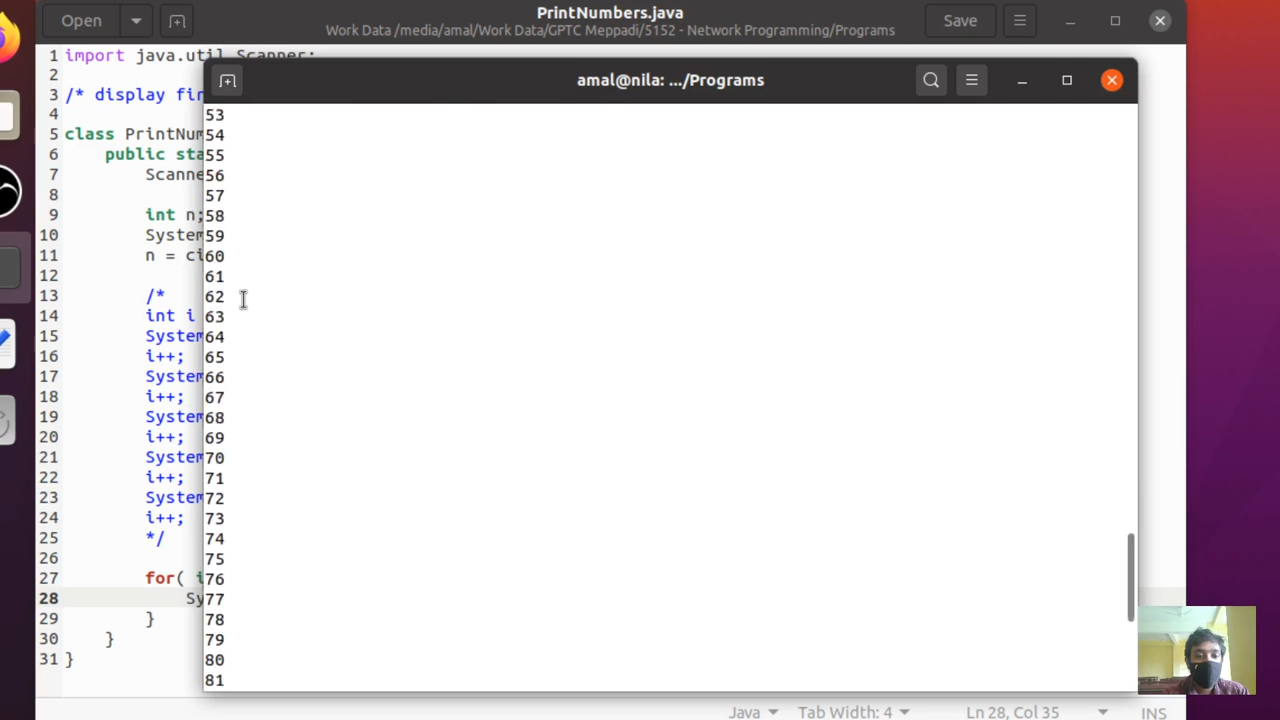 Open
PrintNumbers.java
Work Data /media/amal/Work Data/GPTC Meppadi/5152 - Network Programming/Programs
Save
1 import java.util.Scanner;
2
3 /* display fir
4
5 class PrintNum
6 public sta
7 Scanne
8
9 int n;
10 System
11 n = ci
12
13 /*
14 int i
15 System
16 i++;
17 System
18 i++;
19 System
20 i++;
21 System
22 i++;
23 System
24 i++;
25 */
26
27 for( i
28 Sy
29 }
30 }
31 }
amal@nila: .../Programs
53
54
55
56
57
58
59
60
61
62
63
64
65
66
67
68
69
70
71
72
73
74
75
76
77
78
79
80
81
Java Tab Width: 4 Ln 28, Col 35 INS